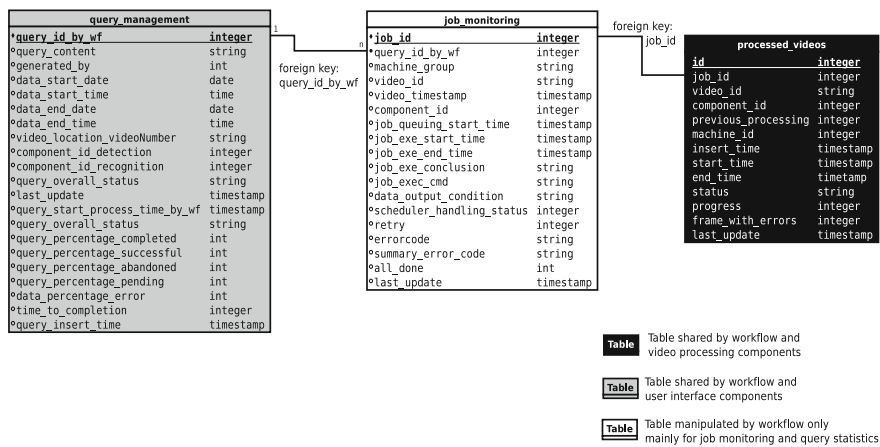 query_management
query_id_by_wf integer
query_content string
generated_by int
data_start_date date
data_start_time time
data_end_date date
data_end_time time
video_location_videoNumber string
component_id_detection integer
component_id_recognition integer
query_overall_status string
last_update timestamp
query_start_process_time_by_wf timestamp
query_overall_status string
query_percentage_completed int
query_percentage_successful int
query_percentage_abandoned int
query_percentage_pending int
data_percentage_error int
time_to_completion integer
query_insert_time timestamp
1
n
foreign key:
query_id_by_wf
job_monitoring
job_id integer
query_id_by_wf integer
machine_group string
video_id string
video_timestamp timestamp
component_id integer
job_queuing_start_time timestamp
job_exe_start_time timestamp
job_exe_end_time timestamp
job_exe_conclusion string
job_exec_cmd string
data_output_condition string
scheduler_handling_status integer
retry integer
errorcode string
summary_error_code string
all_done int
last_update timestamp
foreign key:
job_id
processed_videos
id integer
job_id integer
video_id string
component_id integer
previous_processing integer
machine_id integer
insert_time timestamp
start_time timestamp
end_time timetamp
status string
progress integer
frame_with_errors integer
last_update timestamp
Table Table shared by workflow and
video processing components
Table Table shared by workflow and
user interface components
Table Table manipulated by workflow only
mainly for job monitoring and query statistics